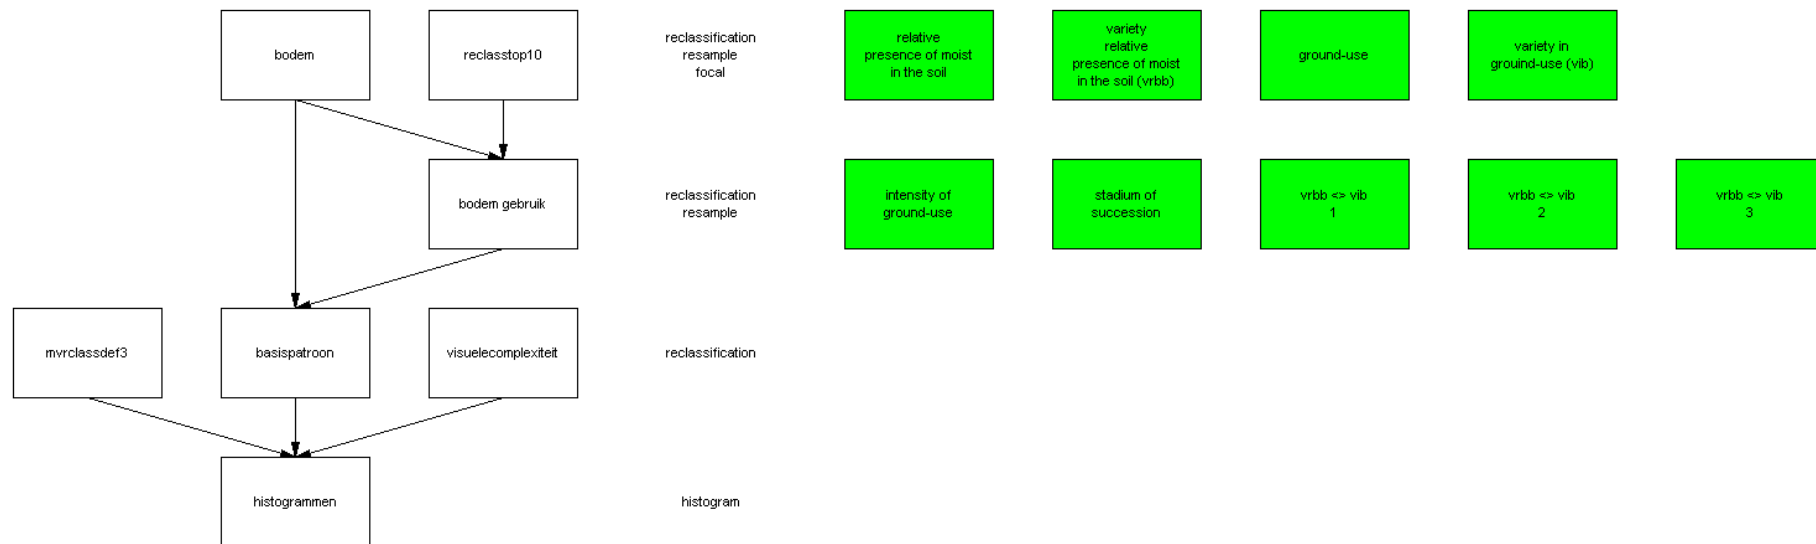 bodem
reclasstop10
reclassification
resample
focal
relative
presence of moist
in the soil
variety
relative
presence of moist
in the soil (vrbb)
ground-use
variety in
grouind-use (vib)
bodem gebruik
reclassification
resample
intensity of
ground-use
stadium of
succession
vrbb <> vib
1
vrbb <> vib
2
vrbb <> vib
3
mvrclassdef3
basispatroon
visuelecomplexiteit
reclassification
histogrammen
histogram